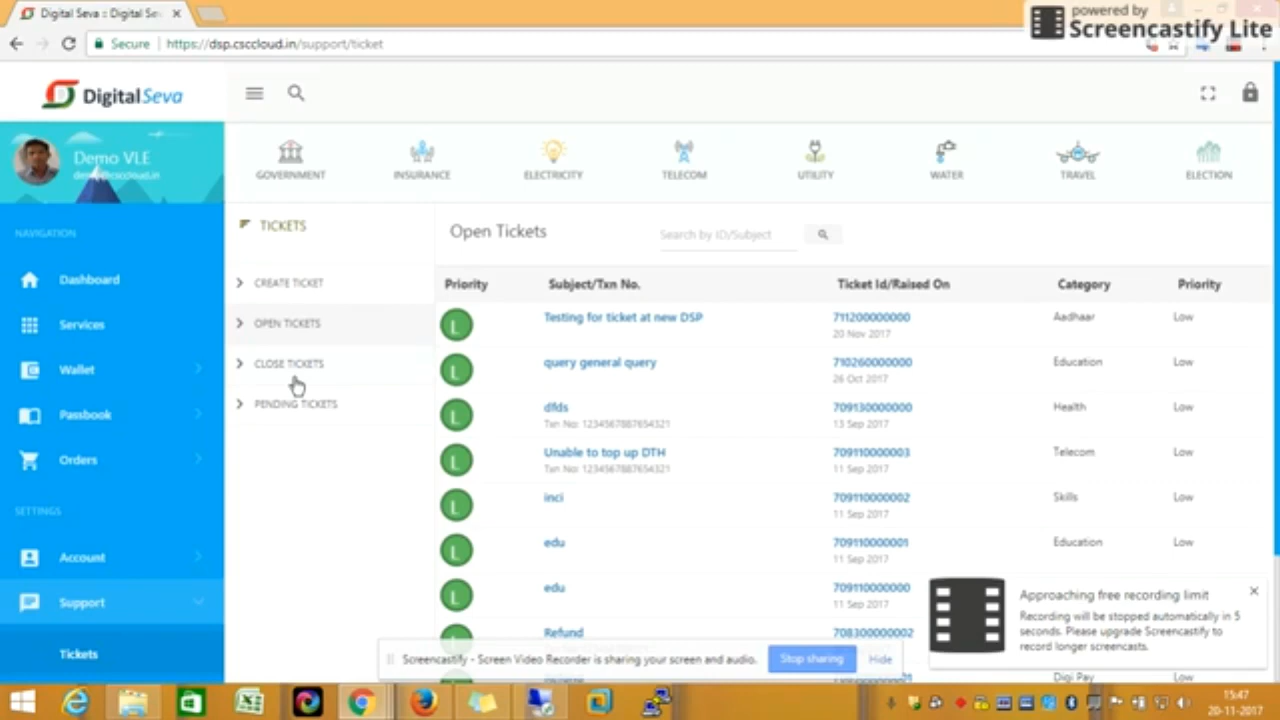 Digital Seva :: Digital Se
powered by
Screencastify Lite
Secure
https://dsp.csccloud.in/support/ticket
DigitalSeva
Demo VLE
GOVERNMENT
INSURANCE
ELECTRICITY
TELECOM
UTILITY
WATER
TRAVEL
ELECTION
NAVIGATION
Dashboard
Services
Wallet
Passbook
Orders
SETTINGS
Account
Support
Tickets
TICKETS
CREATE TICKET
OPEN TICKETS
CLOSE TICKETS
PENDING TICKETS
Open Tickets
Search by ID/Subject
Priority Subject/Txn No. Ticket Id/Raised On Category Priority
L Testing for ticket at new DSP 711200000000 Aadhaar Low
20 Nov 2017
L query general query 710260000000 Education Low
26 Oct 2017
L dfds 709130000000 Health Low
Txn No: 1234567887654321 13 Sep 2017
L Unable to top up DTH 709110000003 Telecom Low
Txn No: 1234567887654321 11 Sep 2017
L inci 709110000002 Skills Low
11 Sep 2017
L edu 709110000001 Education Low
11 Sep 2017
L edu 709110000000
11 Sep 2017
L Refund 708300000002
Digi Pay Low
Approaching free recording limit
Recording will be stopped automatically in 5
seconds. Please upgrade Screencastify to
record longer screencasts.
Screencastify - Screen Video Recorder is sharing your screen and audio.
Stop sharing
Hide
15:47
20-11-2017